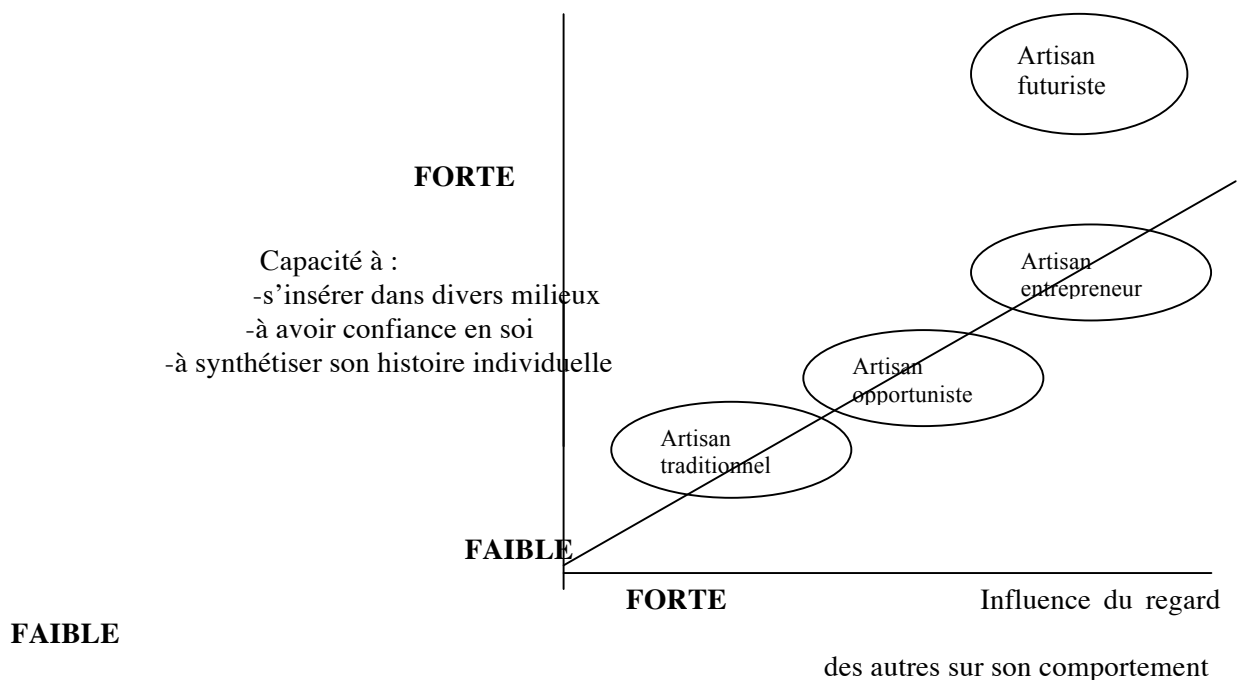 Artisan
futuriste
FORTE
Capacité à :
-s’insérer dans divers milieux
-à avoir confiance en soi
-à synthétiser son histoire individuelle
Artisan
entrepreneur
Artisan
opportuniste
Artisan
traditionnel
FAIBLE
FORTE
Influence du regard
FAIBLE
des autres sur son comportement